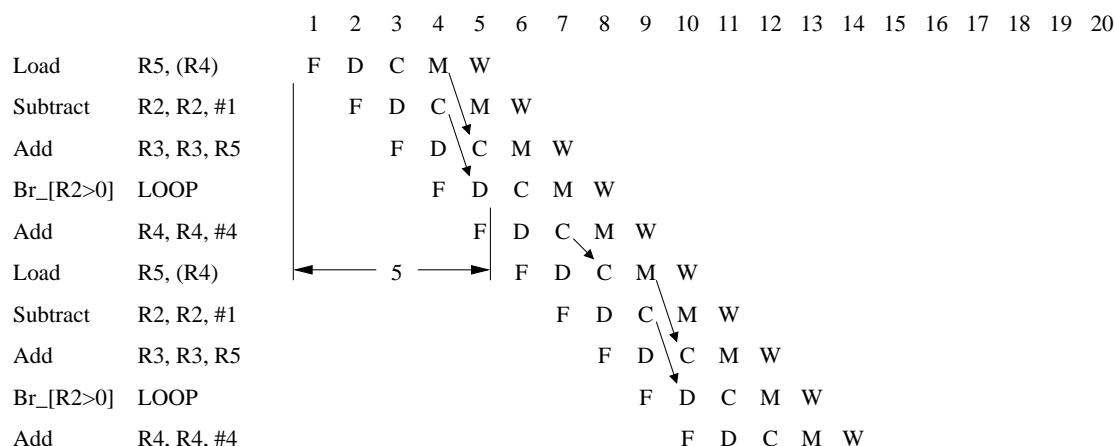 1 2 3 4 5 6 7 8 9 10 11 12 13 14 15 16 17 18 19 20
Load R5, (R4) F D C M W
Subtract R2, R2, #1 F D C M W
Add R3, R3, R5 F D C M W
Br_[R2>0] LOOP F D C M W
Add R4, R4, #4 F D C M W
Load R5, (R4) 5 F D C M W
Subtract R2, R2, #1 F D C M W
Add R3, R3, R5 F D C M W
Br_[R2>0] LOOP F D C M W
Add R4, R4, #4 F D C M W